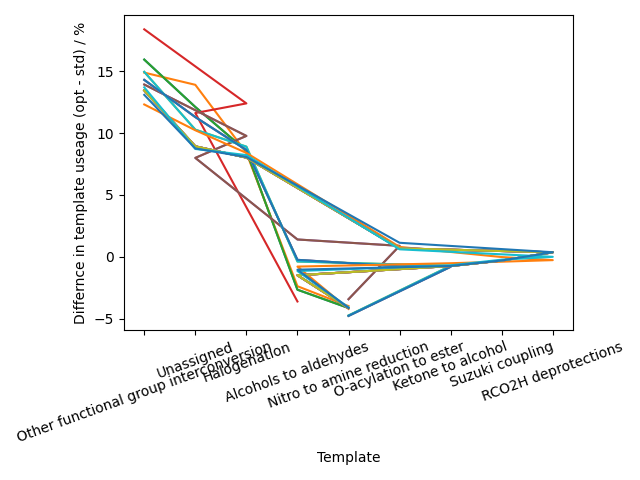 Differnce in template useage (opt - std) / %
15
10
5
0
−5
Other functional group interconversion
Unassigned
Halogenation
Alcohols to aldehydes
Nitro to amine reduction
O-acylation to ester
Ketone to alcohol
Suzuki coupling
RCO2H deprotections
Template